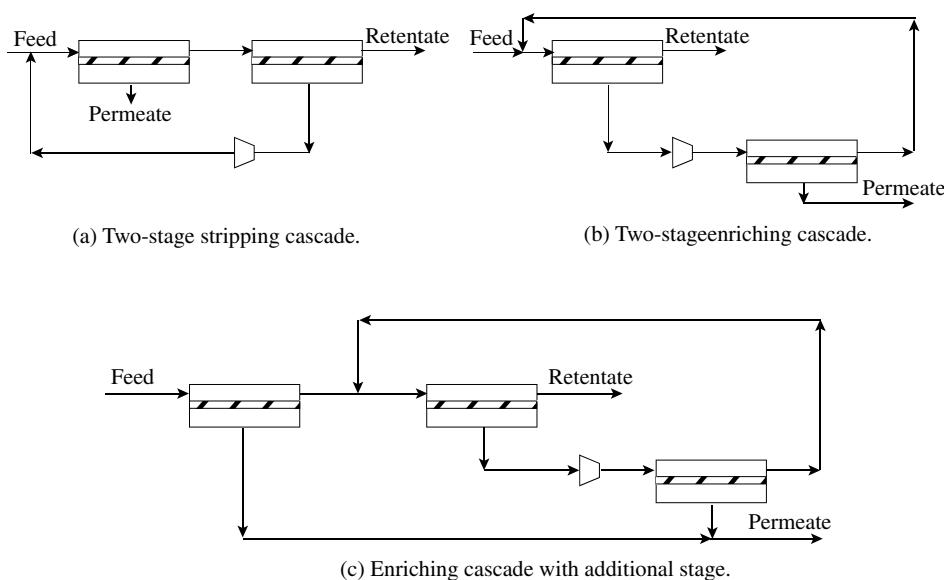 Feed
Retentate
Permeate
(a) Two-stage stripping cascade.
Feed
Retentate
Permeate
(b) Two-stageenriching cascade.
Feed
Retentate
Permeate
(c) Enriching cascade with additional stage.